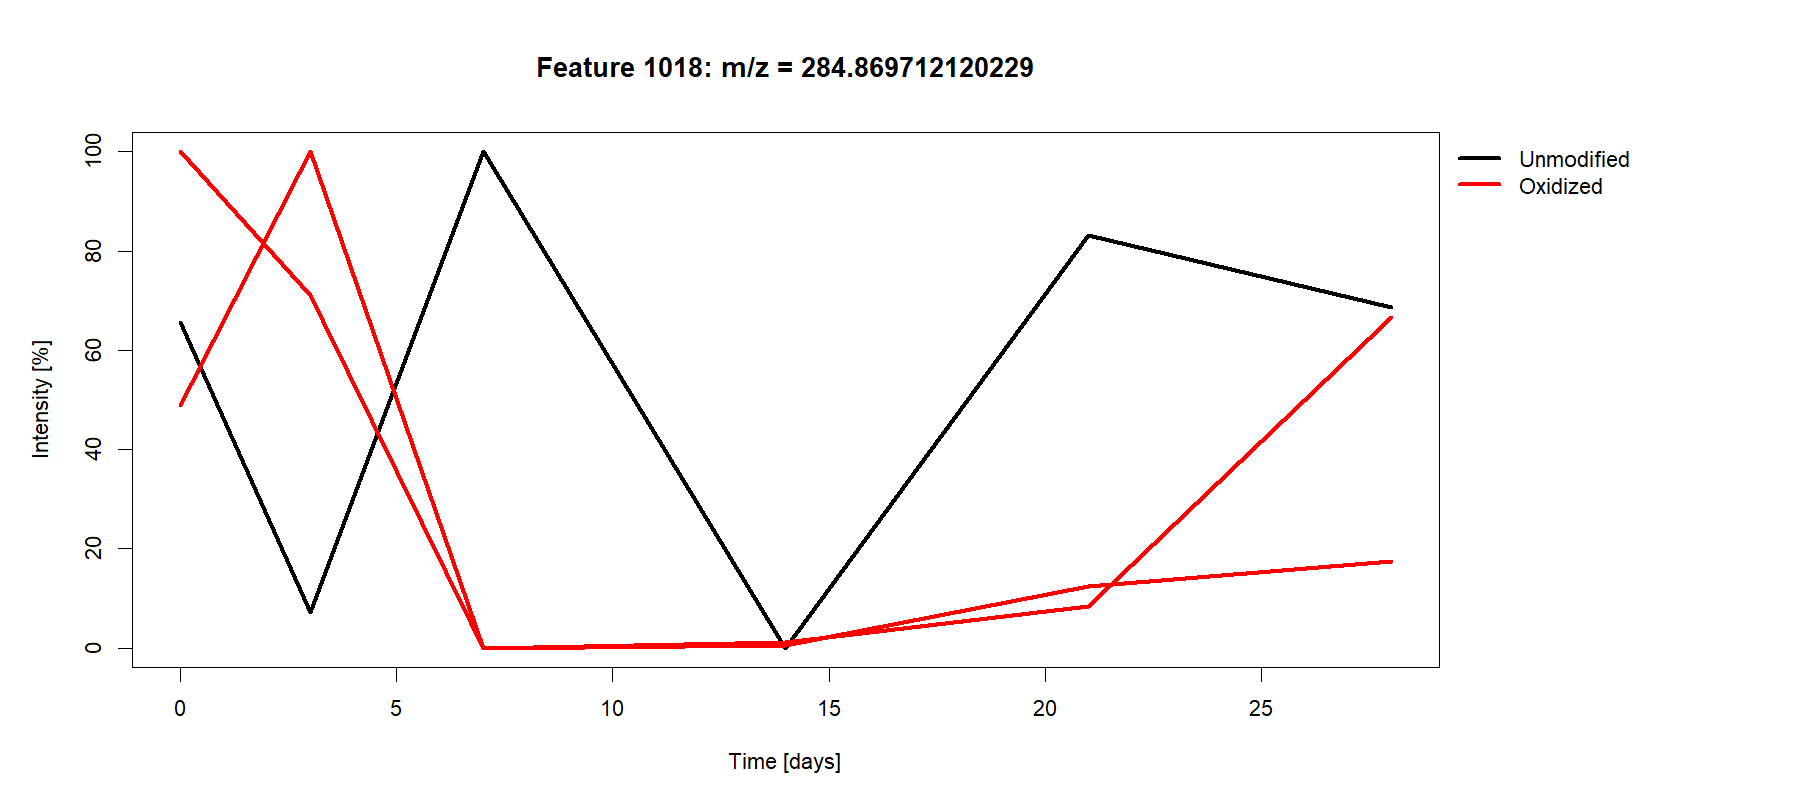 Feature 1018: m/z = 284.869712120229
Unmodified
Oxidized
Intensity [%]
100
80
60
40
20
0
0 5 10 15 20 25
Time [days]